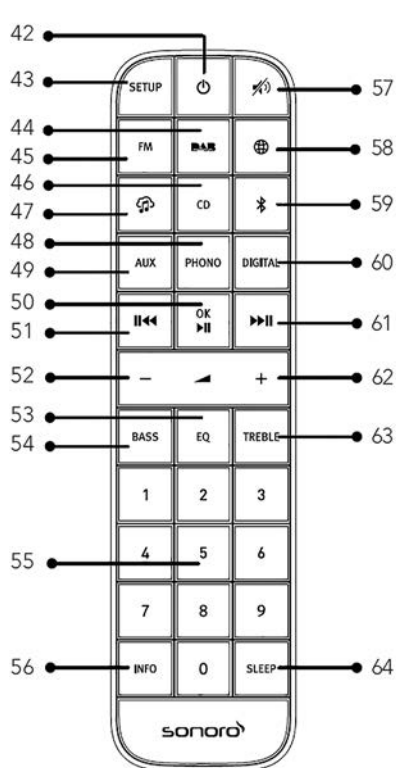 42
43 SETUP 57
44
45 FM DAB 58
46
47 CD 59
48
49 AUX PHONO DIGITAL 60
50 OK
51 61
52 − + 62
53
54 BASS EQ TREBLE 63
1 2 3
55 4 5 6
7 8 9
56 INFO 0 SLEEP 64
sonoro